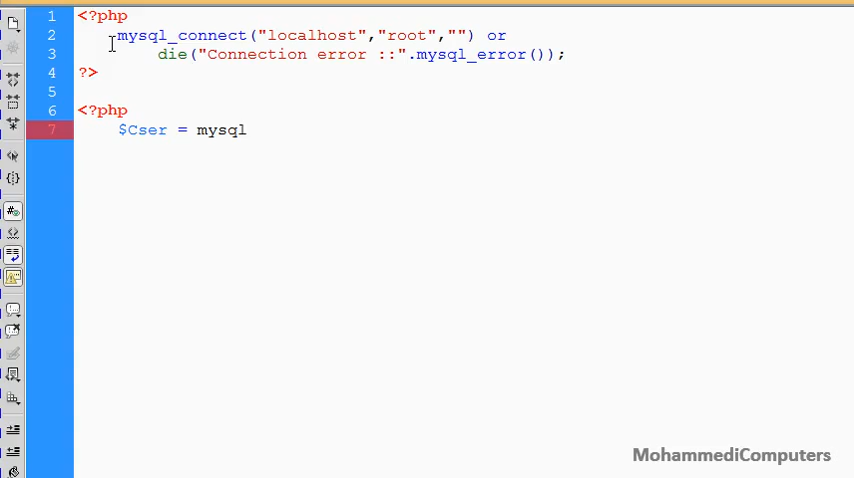 1 <?php
2 mysql_connect("localhost","root","") or
3 die("Connection error ::".mysql_error());
4 ?>
5
6 <?php
7 $Cser = mysql
MohammediComputers